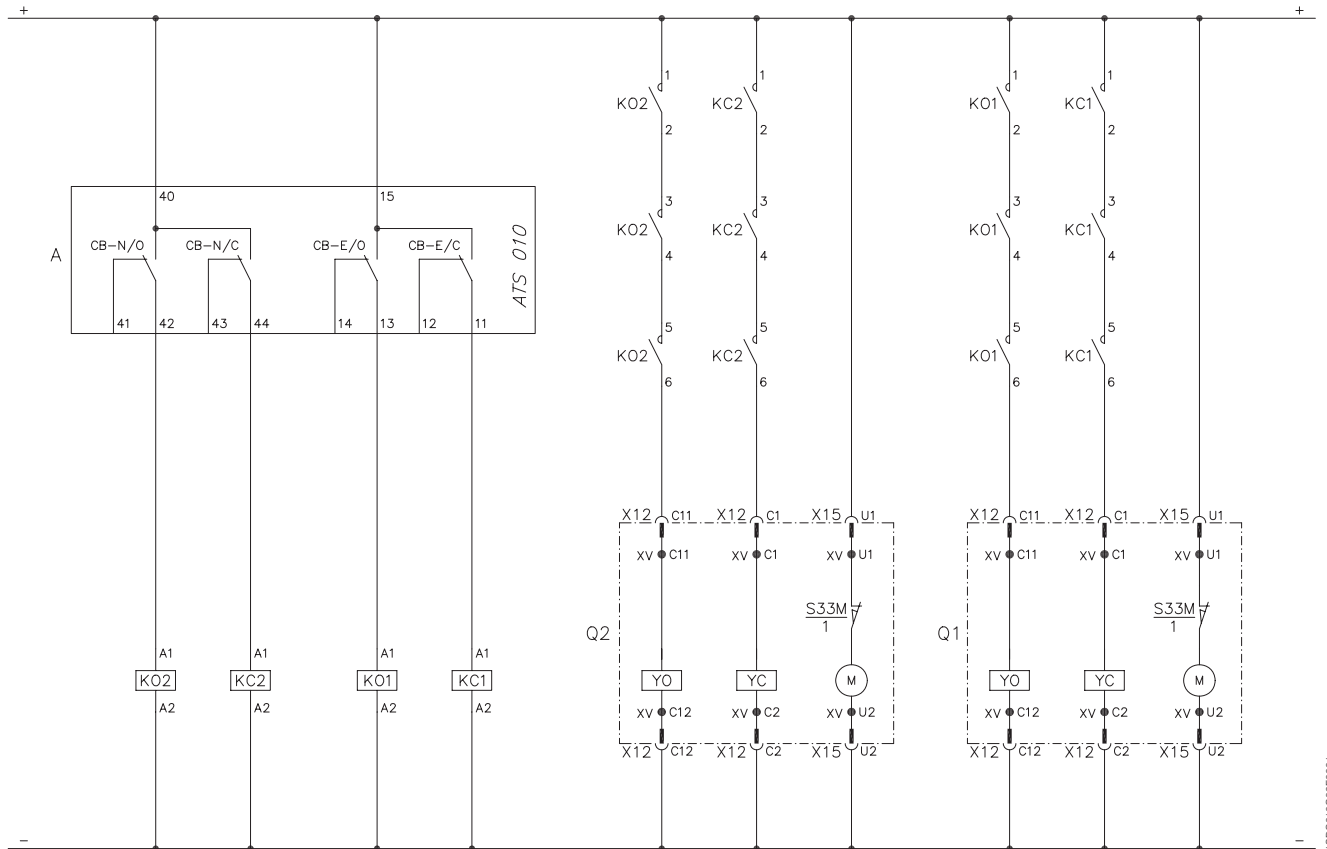 + +
1 1 1 1
KO2 KC2 KO1 KC1
2 2 2 2
40 15
3 3 3 3
KO2 KC2 KO1 KC1
CB-N/O CB-N/C CB-E/O CB-E/C
A
ATS 010
4 4 4 4
41 42 43 44 14 13 12 11
5 5 5 5
KO2 KC2 KO1 KC1
6 6 6 6
X12 C11 X12 C1 X15 U1 X12 C11 X12 C1 X15 U1
XV C11 XV C1 XV U1 XV C11 XV C1 XV U1
S33M S33M
1 1
Q2 Q1
A1 A1 A1 A1
KO2 KC2 KO1 KC1 YO YC M YO YC M
A2 A2 A2 A2
XV C12 XV C2 XV U2 XV C12 XV C2 XV U2
X12 C12 X12 C2 X15 U2 X12 C12 X12 C2 X15 U2
- -